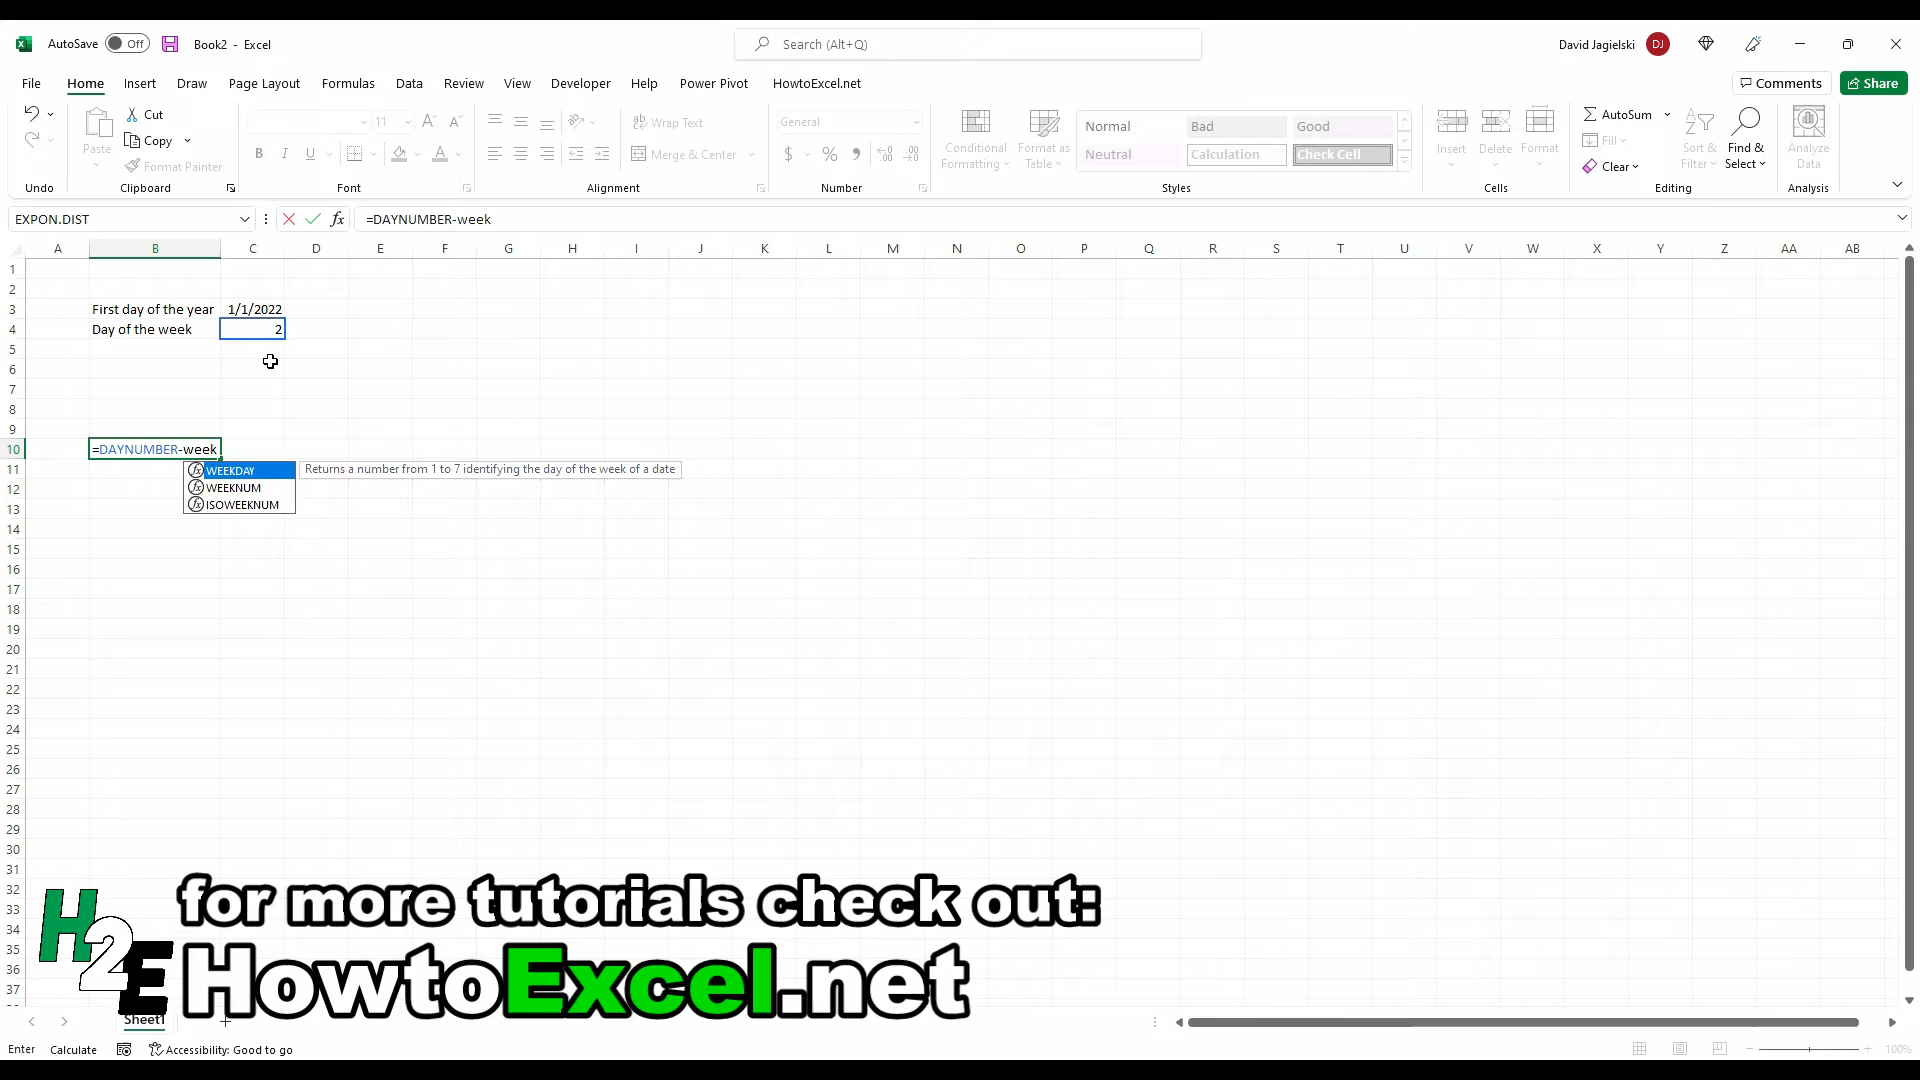 AutoSave Off Book2 - Excel Search (Alt+Q) David Jagielski DJ
File Home Insert Draw Page Layout Formulas Data Review View Developer Help Power Pivot HowtoExcel.net Comments Share
Cut 11 Wrap Text General Conditional Formatting Format as Table Normal Bad Good Insert Delete Format AutoSum Sort & Filter Find & Select Analyze Data
Paste Copy B I U A Merge & Center $ % Neutral Calculation Check Cell Fill
Format Painter Clear
Undo Clipboard Font Alignment Number Styles Cells Editing Analysis
EXPON.DIST fx =DAYNUMBER-week
A B C D E F G H I J K L M N O P Q R S T U V W X Y Z AA AB
1
2
3 First day of the year 1/1/2022
4 Day of the week 2
5
6
7
8
9
10 =DAYNUMBER-week
11 fx WEEKDAY Returns a number from 1 to 7 identifying the day of the week of a date
12 fx WEEKNUM
13 fx ISOWEEKNUM
14
15
16
17
18
19
20
21
22
23
24
25
26
27
28
29
30
31
32
33
34
35
36
37
for more tutorials check out:
H2E HowtoExcel.net
Sheet1
Enter Calculate Accessibility: Good to go 100%